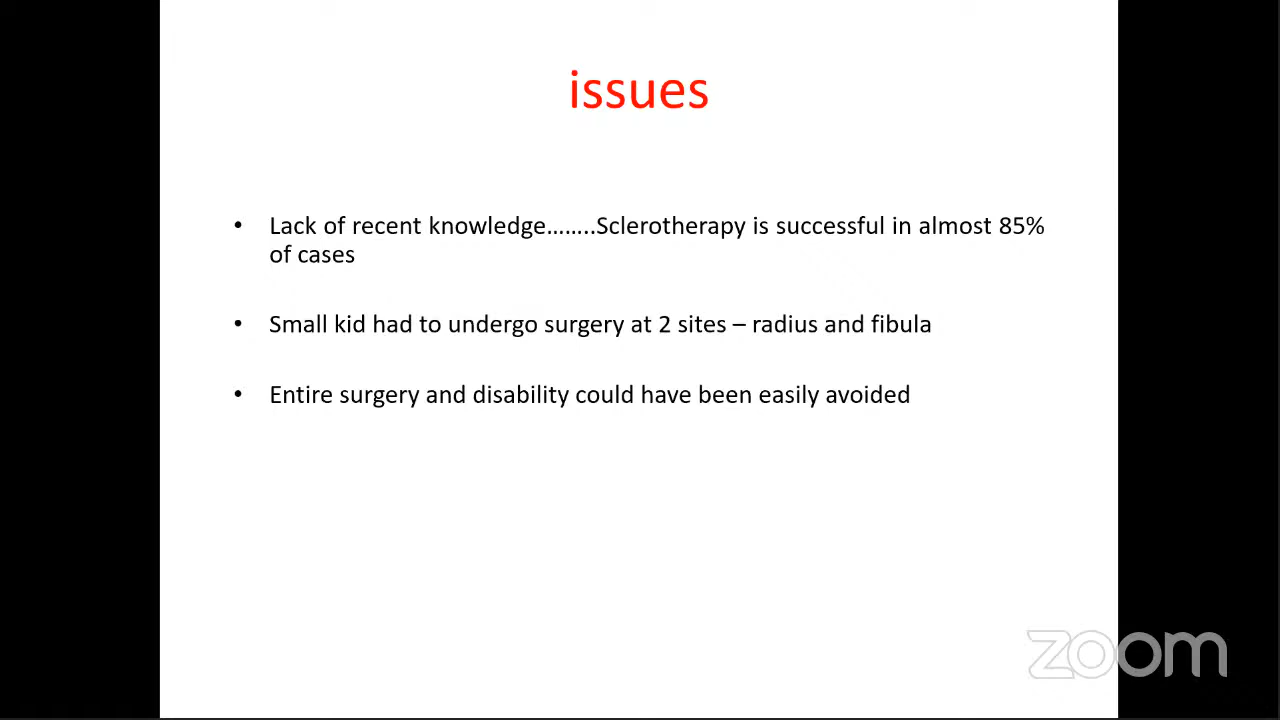 issues
• Lack of recent knowledge……..Sclerotherapy is successful in almost 85%
of cases
• Small kid had to undergo surgery at 2 sites – radius and fibula
• Entire surgery and disability could have been easily avoided
zoom